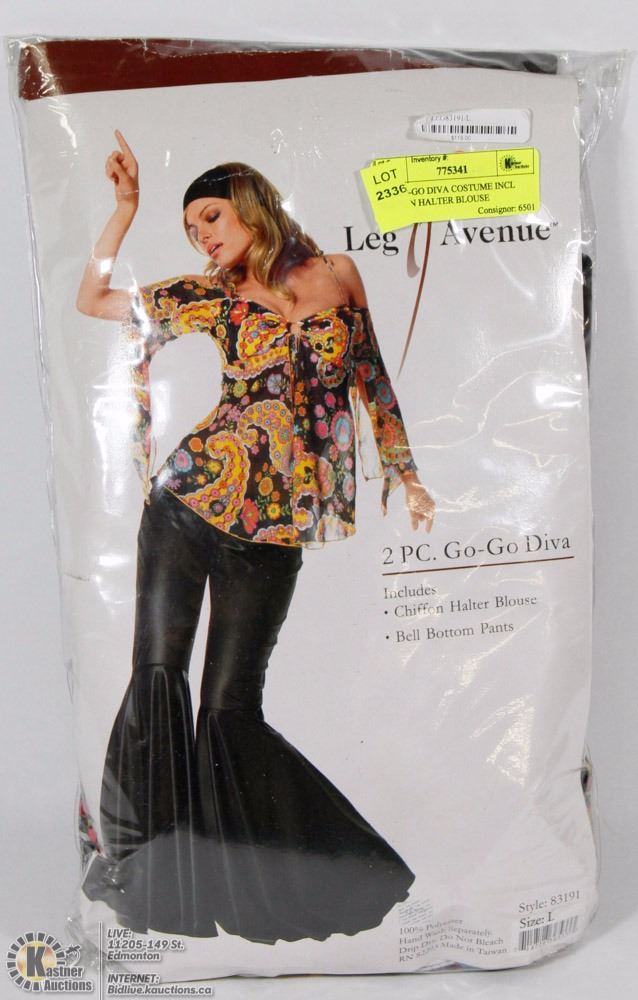 LOT
2336
Inventory #:
775341
Kastner
-GO DIVA COSTUME INCL
N HALTER BLOUSE
Consignor: 6501
Leg Avenue™
2 PC. Go-Go Diva
Includes
• Chiffon Halter Blouse
• Bell Bottom Pants
Style: 83191
Size: L
100% Polyester
Hand Wash Separately.
Drip Dry. Do Not Bleach
Made in Taiwan
LIVE:
11205-149 St.
Edmonton
INTERNET:
Bidlive.kauctions.ca
Kastner
Auctions